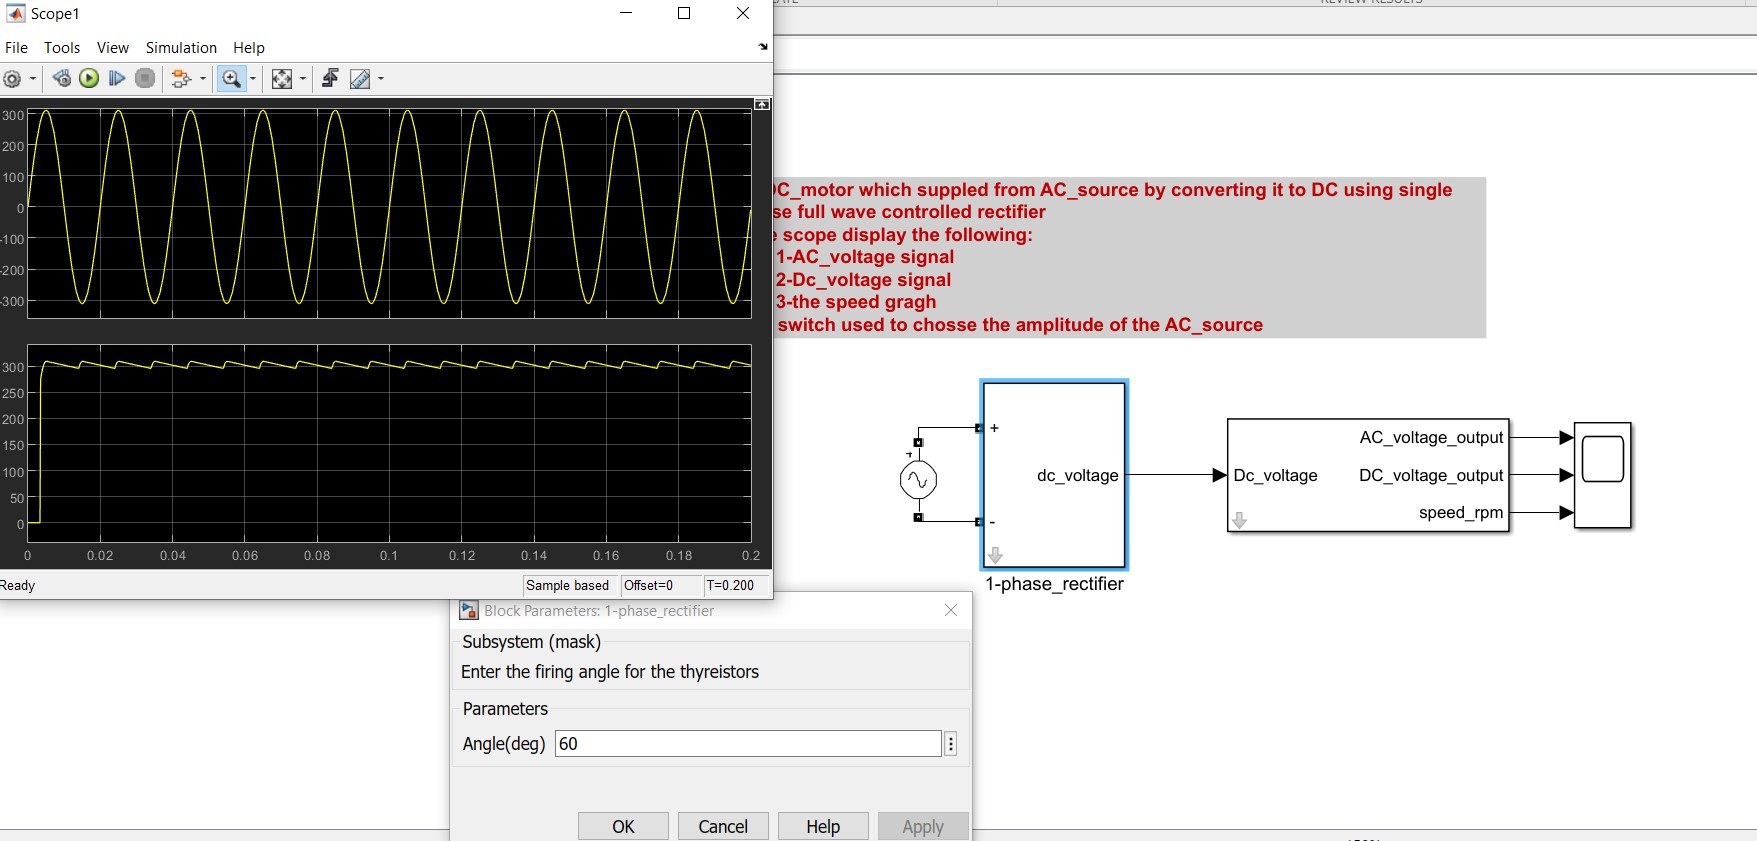 REVIEW RESULTS
Scope1
File Tools View Simulation Help
300
200
100
0
-100
-200
-300
300
250
200
150
100
50
0
0 0.02 0.04 0.06 0.08 0.1 0.12 0.14 0.16 0.18 0.2
Ready Sample based Offset=0 T=0.200
DC_motor which suppled from AC_source by converting it to DC using single
se full wave controlled rectifier
scope display the following:
1-AC_voltage signal
2-Dc_voltage signal
3-the speed gragh
switch used to chosse the amplitude of the AC_source
+
+
-
dc_voltage
1-phase_rectifier
Dc_voltage
AC_voltage_output
DC_voltage_output
speed_rpm
Block Parameters: 1-phase_rectifier
Subsystem (mask)
Enter the firing angle for the thyreistors
Parameters
Angle(deg) 60
OK Cancel Help Apply